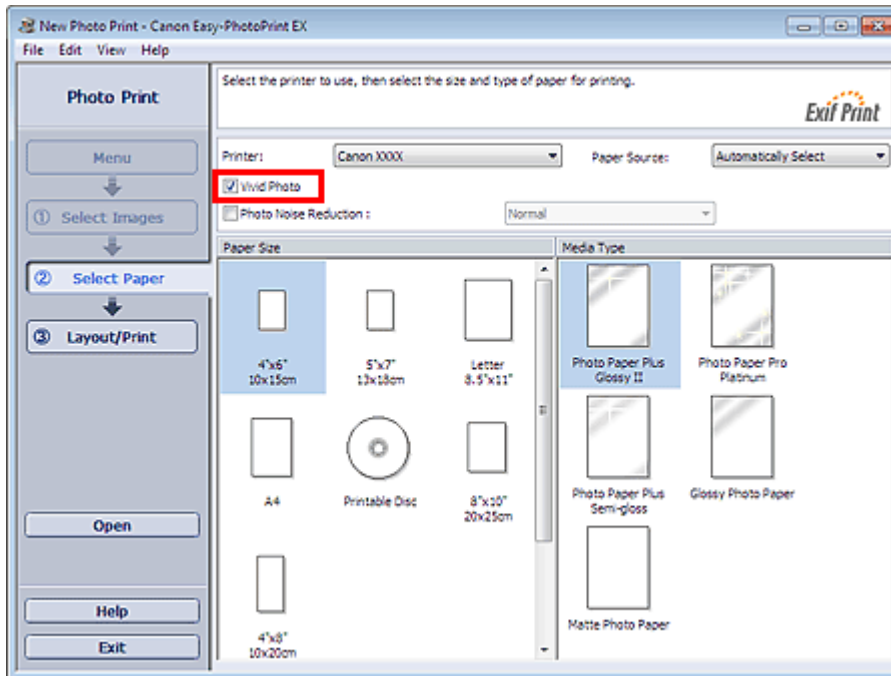 New Photo Print - Canon Easy-PhotoPrint EX
File Edit View Help
Photo Print
Select the printer to use, then select the size and type of paper for printing.
Exif Print
Menu
① Select Images
② Select Paper
③ Layout/Print
Open
Help
Exit
Printer: Canon XXXX Paper Source: Automatically Select
Vivid Photo
Photo Noise Reduction : Normal
Paper Size
4"x6"
10x15cm
5"x7"
13x18cm
Letter
8.5"x11"
A4
Printable Disc
8"x10"
20x25cm
4"x8"
10x20cm
Media Type
Photo Paper Plus
Glossy II
Photo Paper Pro
Platinum
Photo Paper Plus
Semi-gloss
Glossy Photo Paper
Matte Photo Paper